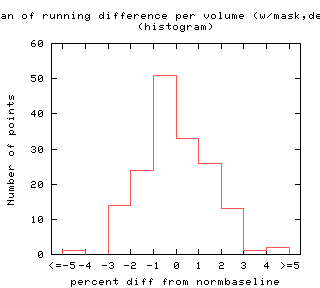 an of running difference per volume (w/mask,de
(histogram)
60
50
40
30
20
10
0
Number of points
<=-5 -4 -3 -2 -1 0 1 2 3 4 >=5
percent diff from normbaseline